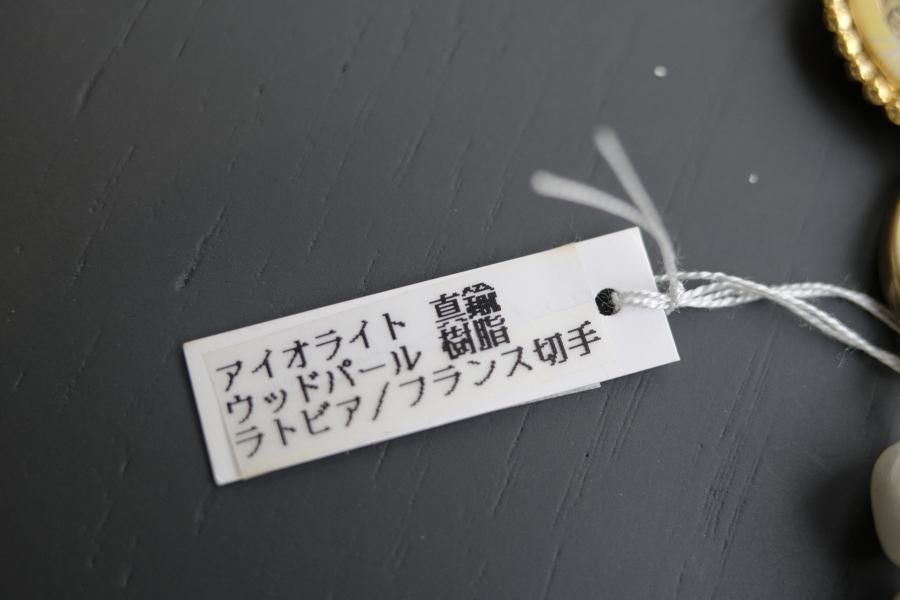 アイオライト 真鍮
ウッドパール 樹脂
ラトビア/フランス切手